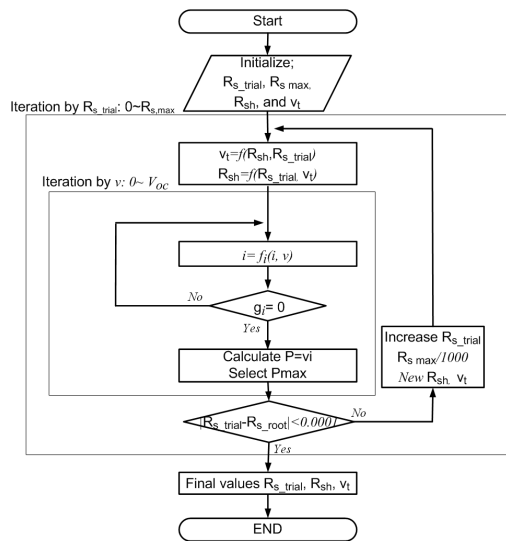 Start
Initialize;
R_s_trial, R_s max,
R_sh, and v_t
Iteration by R_s_trial: 0~R_s,max
v_t=f(R_sh,R_s_trial)
R_sh=f(R_s_trial, v_t)
Iteration by v: 0~ V_OC
i= f_i(i, v)
No
g_i= 0
Yes
Calculate P=vi
Select Pmax
Increase R_s_trial
R_s max/1000
New R_sh, v_t
|R_s_trial-R_s_root|<0.0001
No
Yes
Final values R_s_trial, R_sh, v_t
END